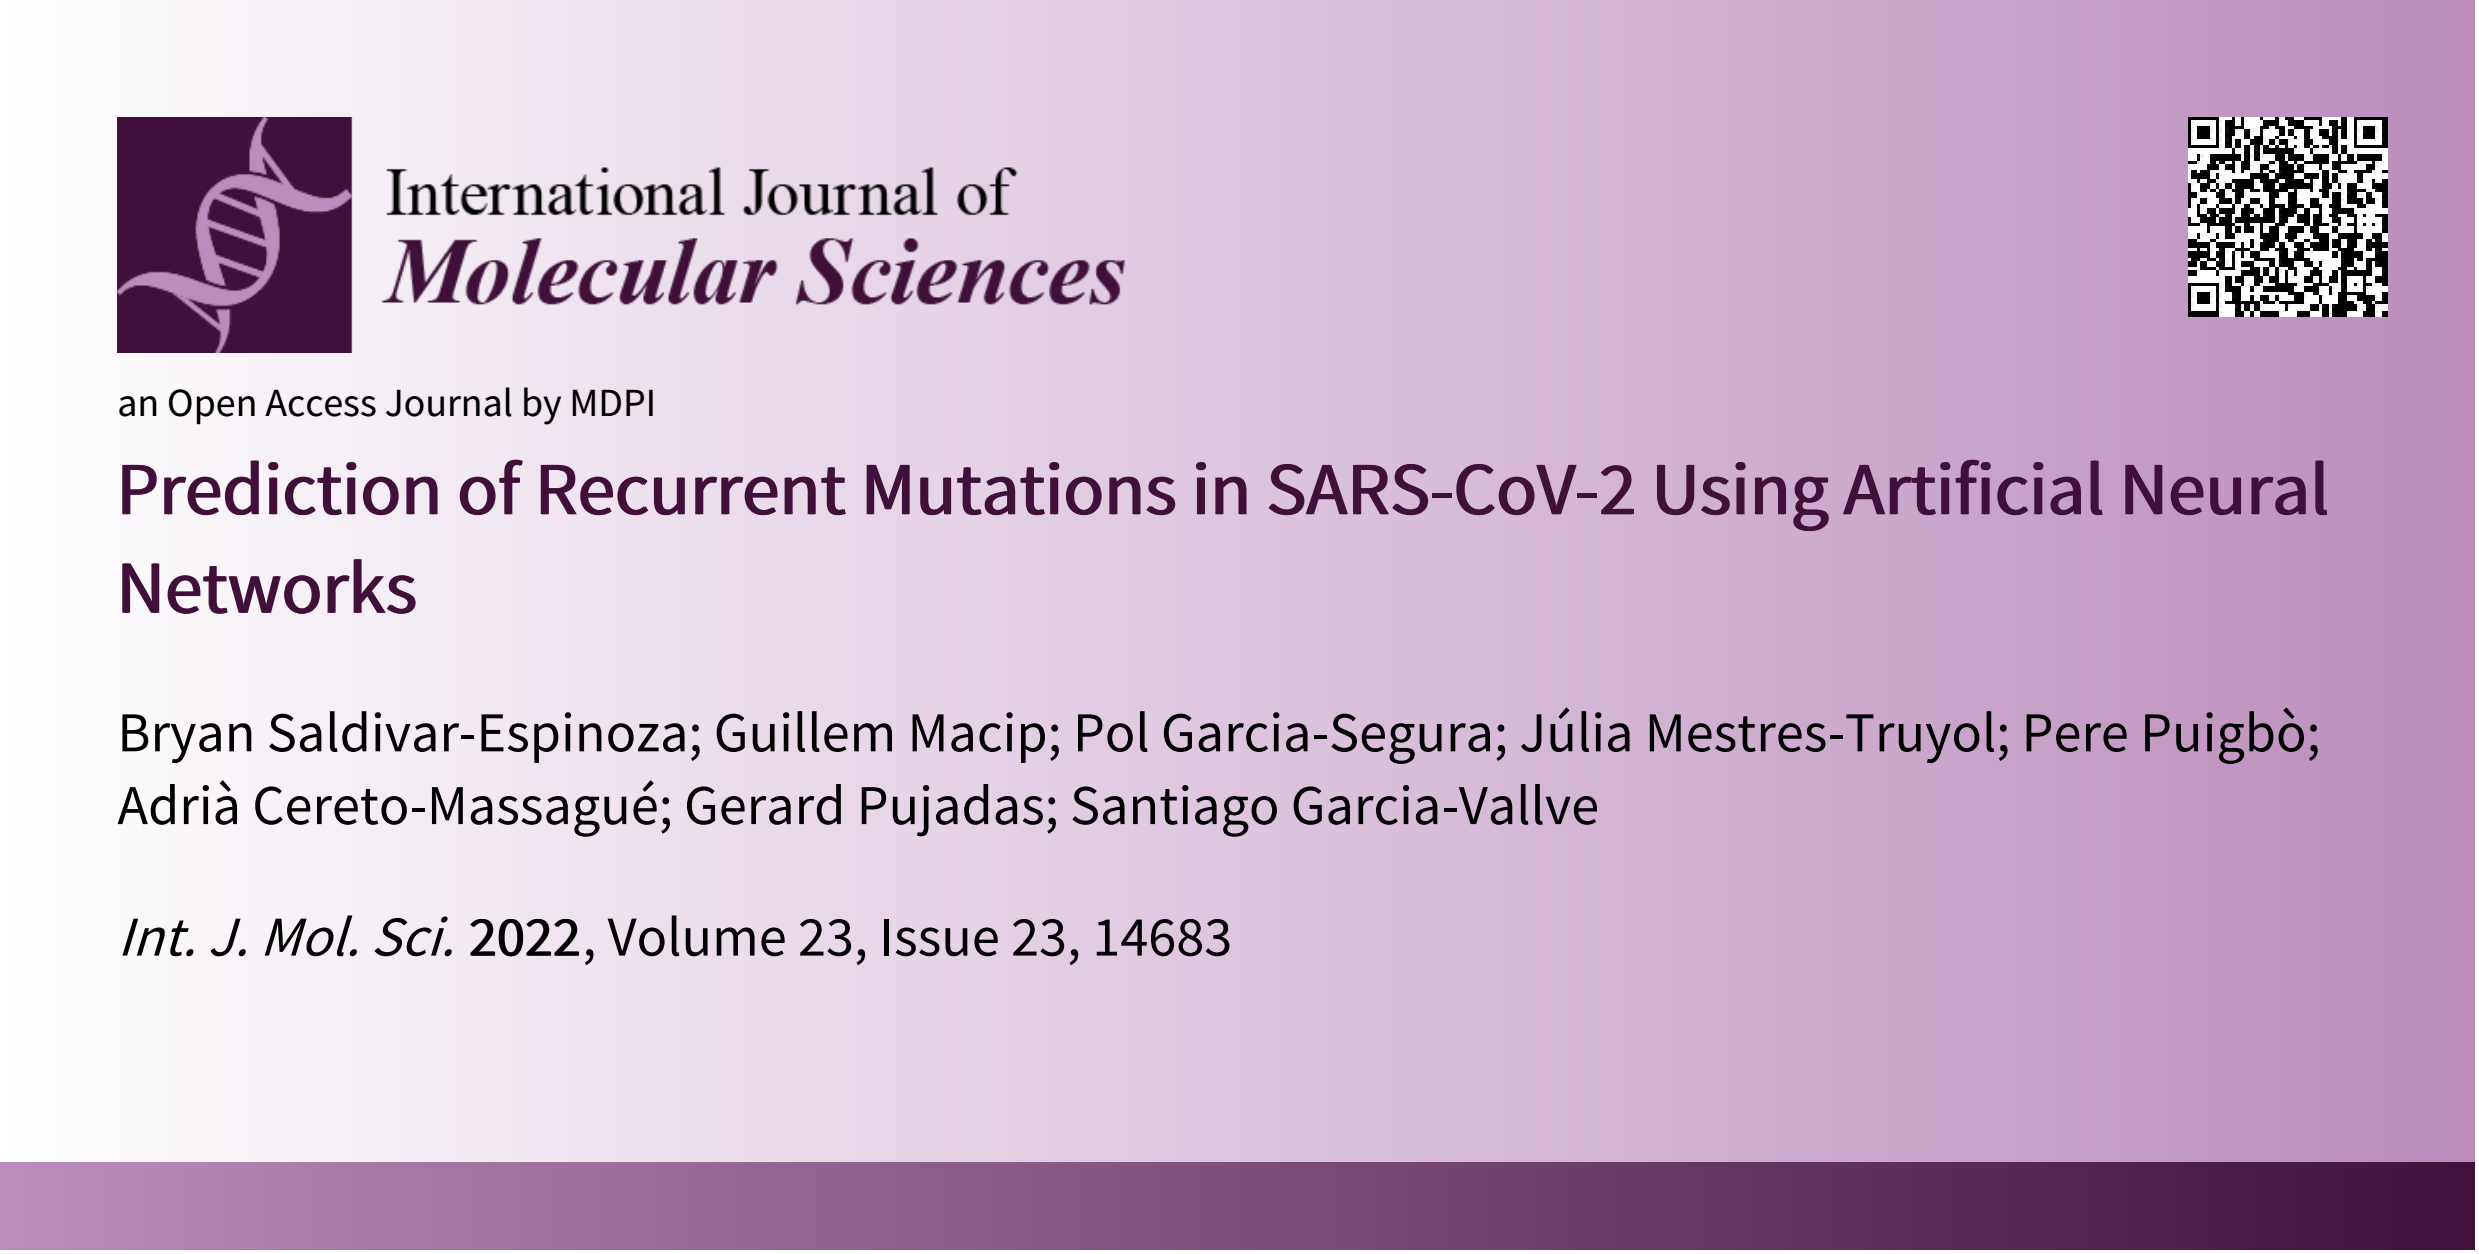 International Journal of
Molecular Sciences
an Open Access Journal by MDPI
Prediction of Recurrent Mutations in SARS-CoV-2 Using Artificial Neural
Networks
Bryan Saldivar-Espinoza; Guillem Macip; Pol Garcia-Segura; Júlia Mestres-Truyol; Pere Puigbò;
Adrià Cereto-Massagué; Gerard Pujadas; Santiago Garcia-Vallve
Int. J. Mol. Sci. 2022, Volume 23, Issue 23, 14683